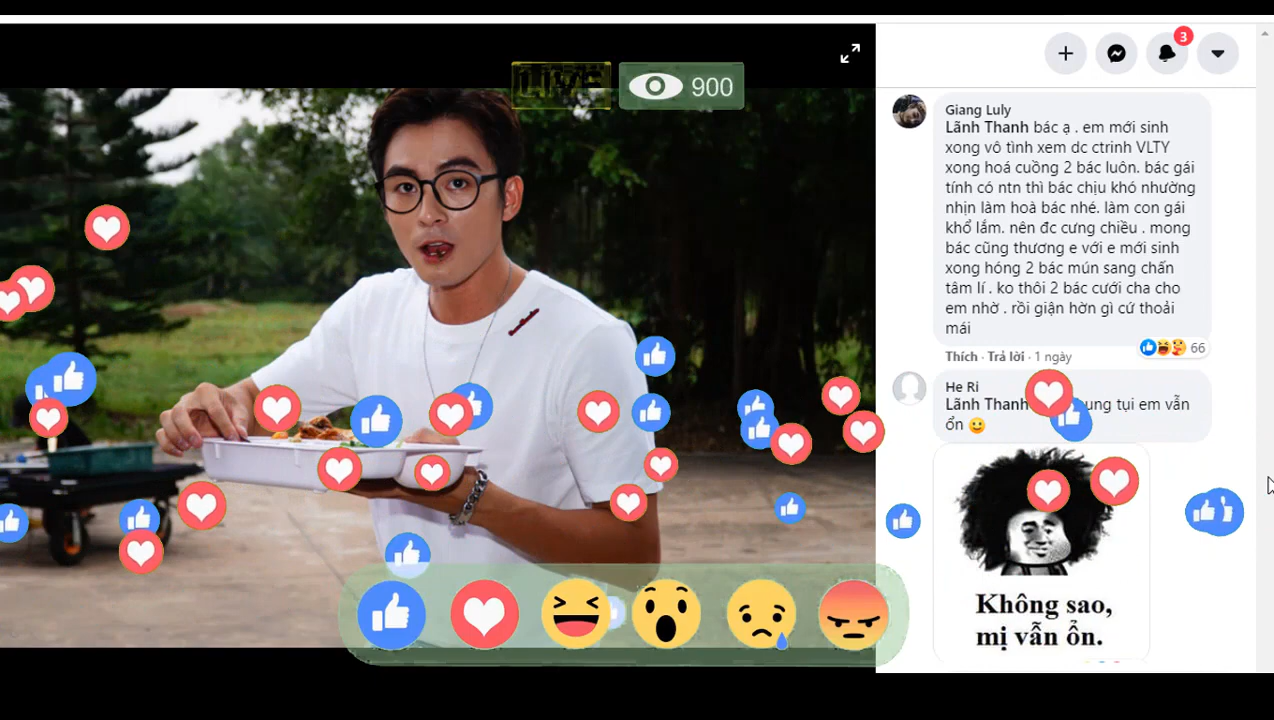 LIVE
900
3
Giang Luly
Lãnh Thanh bác ạ . em mới sinh
xong vô tình xem dc ctrinh VLTY
xong hoá cuồng 2 bác luôn. bác gái
tính có ntn thì bác chịu khó nhường
nhịn làm hoà bác nhé. làm con gái
khổ lắm. nên đc cưng chiều . mong
bác cũng thương e với e mới sinh
xong hóng 2 bác mún sang chấn
tâm lí . ko thôi 2 bác cưới cha cho
em nhờ . rồi giận hờn gì cứ thoải
mái
Thích · Trả lời · 1 ngày
66
He Ri
Lãnh Thanh ung tụi em vẫn
ổn
Không sao,
mị vẫn ổn.